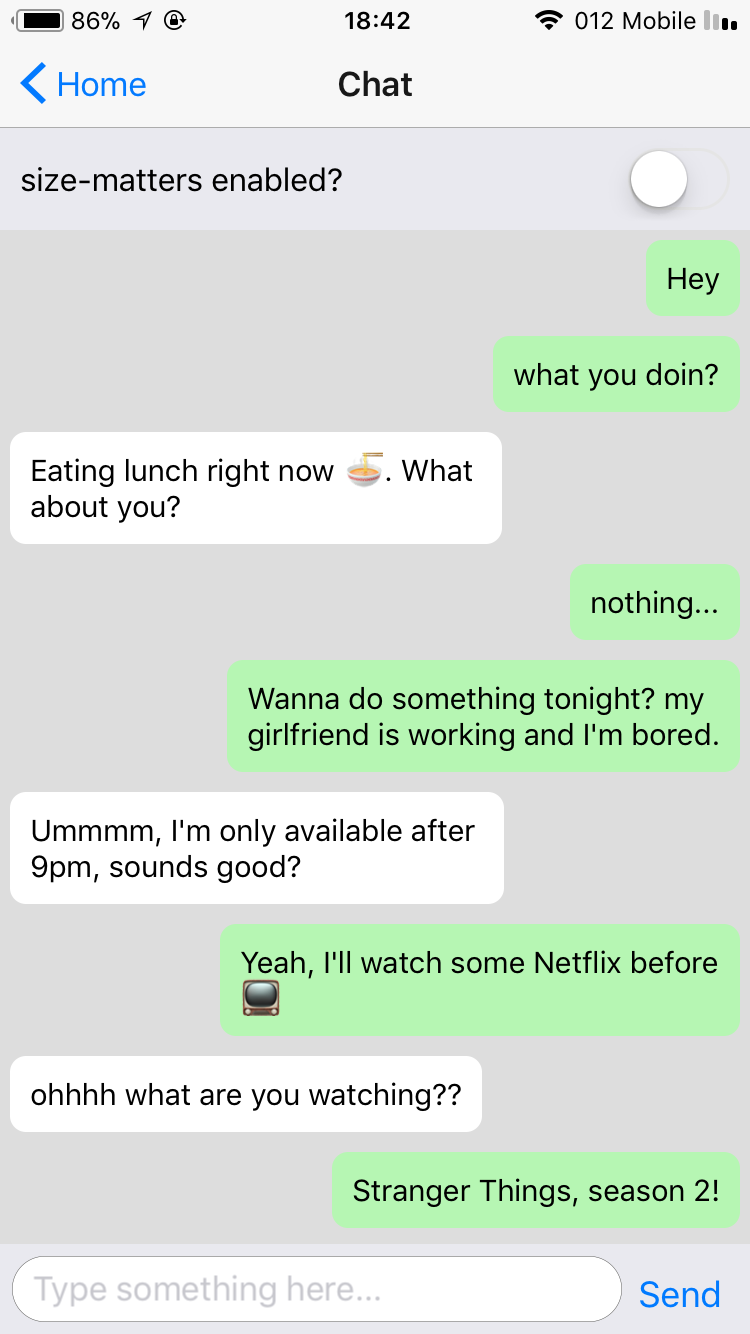 86% 18:42 012 Mobile
Home Chat
size-matters enabled?
Hey
what you doin?
Eating lunch right now 🍜. What
about you?
nothing...
Wanna do something tonight? my
girlfriend is working and I'm bored.
Ummmm, I'm only available after
9pm, sounds good?
Yeah, I'll watch some Netflix before
📺
ohhhh what are you watching??
Stranger Things, season 2!
Type something here... Send